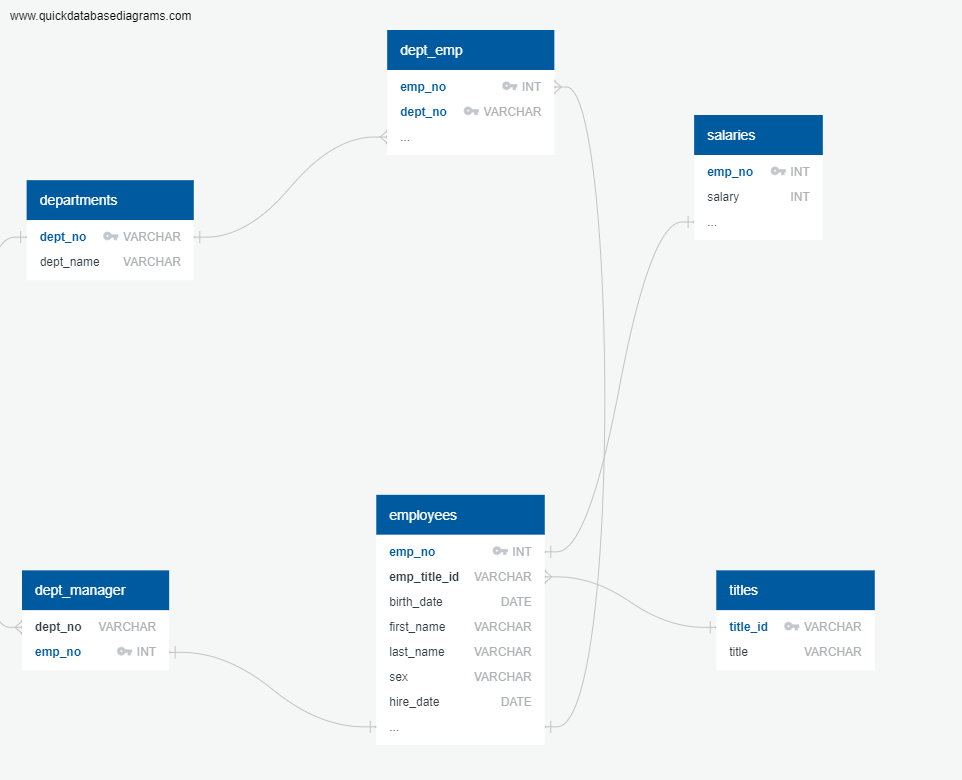 www.quickdatabasediagrams.com
dept_emp
emp_no INT
dept_no VARCHAR
...
salaries
emp_no INT
salary INT
...
departments
dept_no VARCHAR
dept_name VARCHAR
employees
emp_no INT
emp_title_id VARCHAR
birth_date DATE
first_name VARCHAR
last_name VARCHAR
sex VARCHAR
hire_date DATE
...
dept_manager
dept_no VARCHAR
emp_no INT
titles
title_id VARCHAR
title VARCHAR